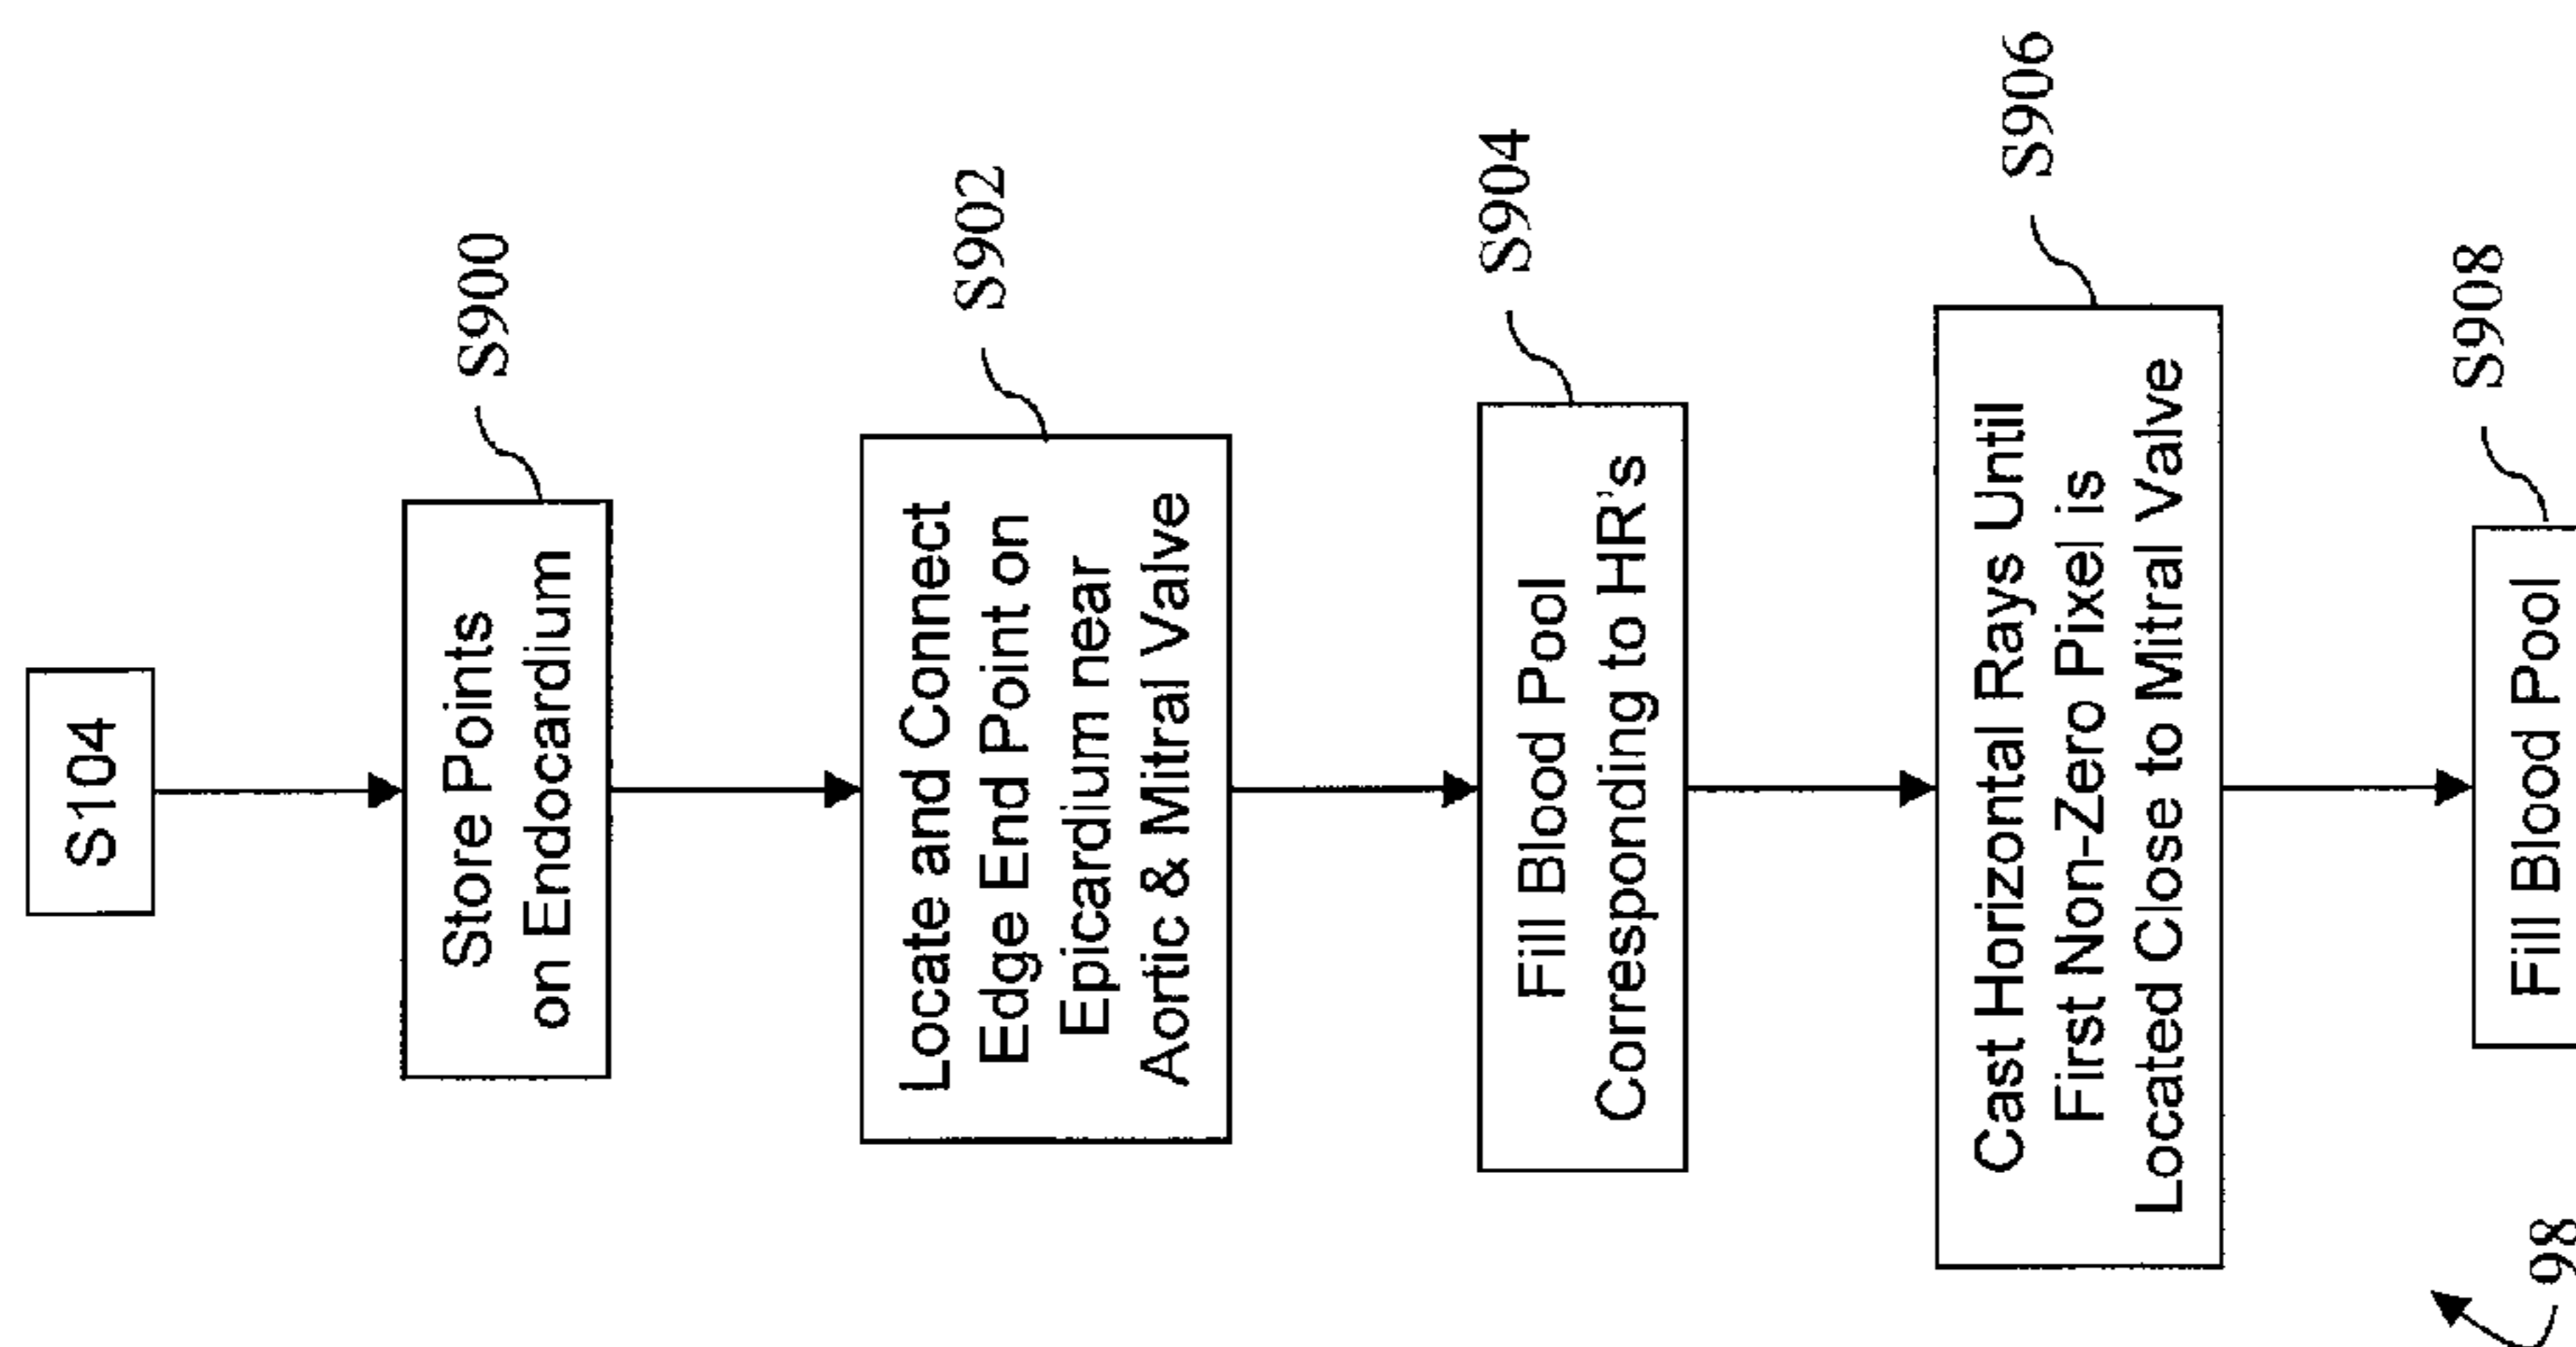 S104
Store Points
on Endocardium
S900
Locate and Connect
Edge End Point on
Epicardium near
Aortic & Mitral Valve
S902
Fill Blood Pool
Corresponding to HR's
S904
Cast Horizontal Rays Until
First Non-Zero Pixel is
Located Close to Mitral Valve
S906
Fill Blood Pool
S908
98